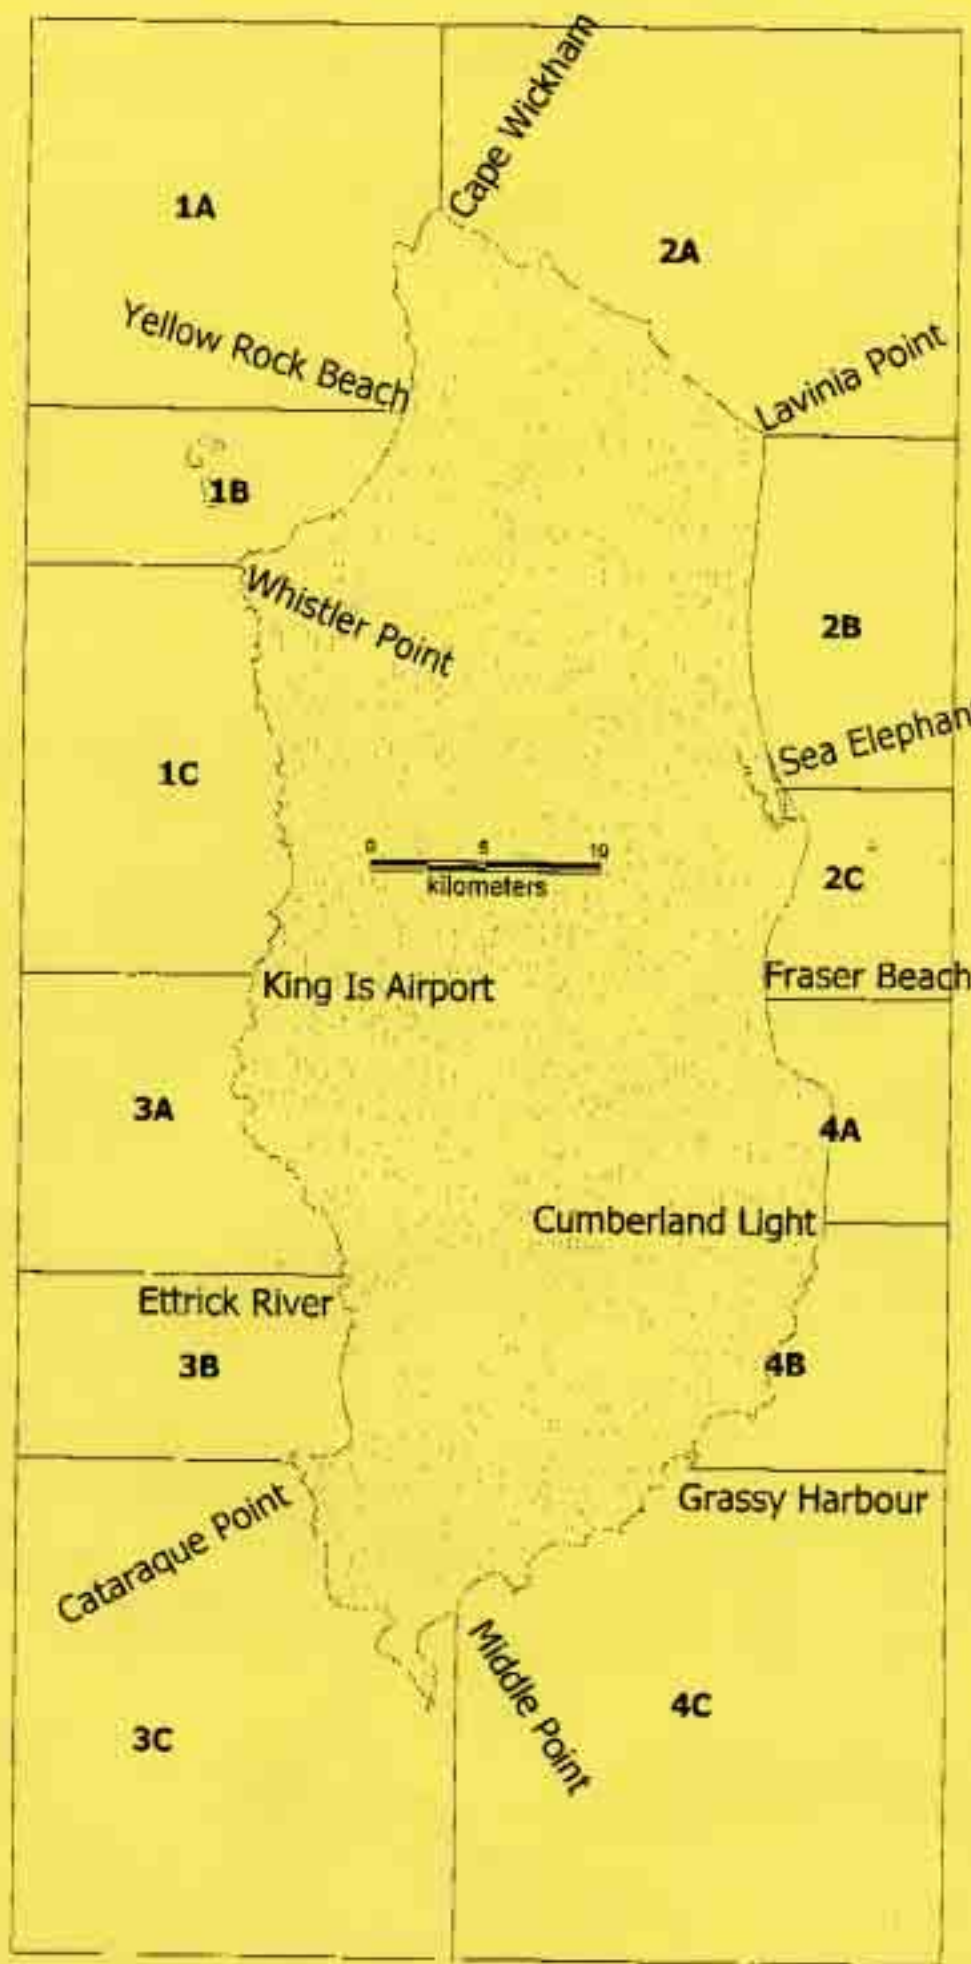 Cape Wickham
1A
2A
Yellow Rock Beach
Lavinia Point
1B
Whistler Point
2B
Sea Elephan
1C
0 5 10
kilometers
2C
King Is Airport
Fraser Beach
3A
4A
Cumberland Light
Ettrick River
3B
4B
Cataraque Point
Grassy Harbour
Middle Point
4C
3C